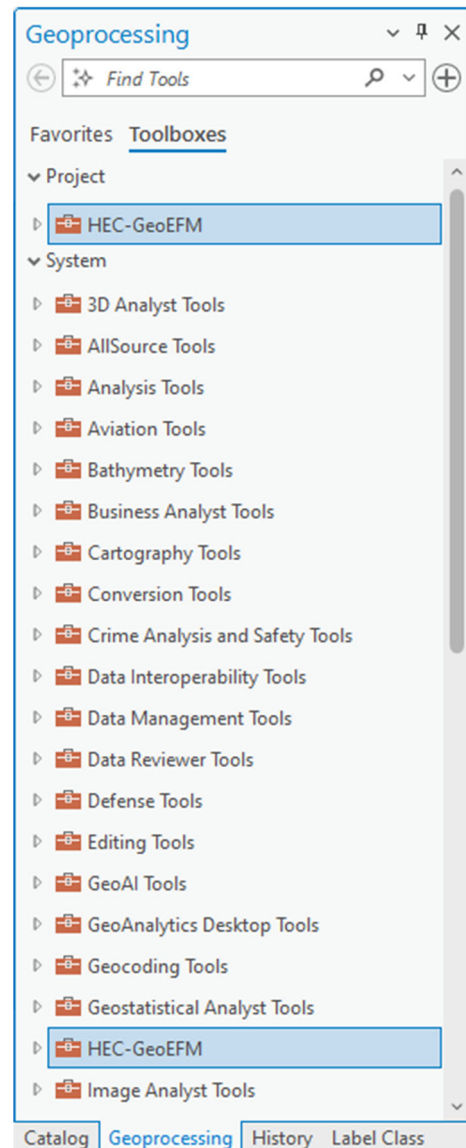 Geoprocessing
Find Tools
Favorites Toolboxes
Project
HEC-GeoEFM
System
3D Analyst Tools
AllSource Tools
Analysis Tools
Aviation Tools
Bathymetry Tools
Business Analyst Tools
Cartography Tools
Conversion Tools
Crime Analysis and Safety Tools
Data Interoperability Tools
Data Management Tools
Data Reviewer Tools
Defense Tools
Editing Tools
GeoAI Tools
GeoAnalytics Desktop Tools
Geocoding Tools
Geostatistical Analyst Tools
HEC-GeoEFM
Image Analyst Tools
Catalog Geoprocessing History Label Class